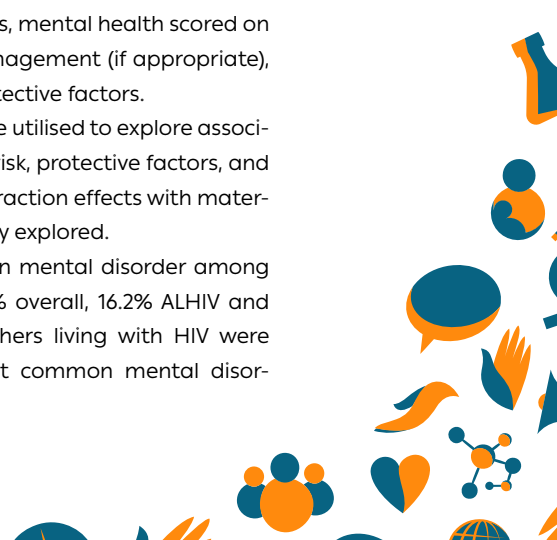 s, mental health scored on
nagement (if appropriate),
tective factors.
e utilised to explore associ-
risk, protective factors, and
raction effects with mater-
y explored.
n mental disorder among
% overall, 16.2% ALHIV and
hers living with HIV were
t common mental disor-